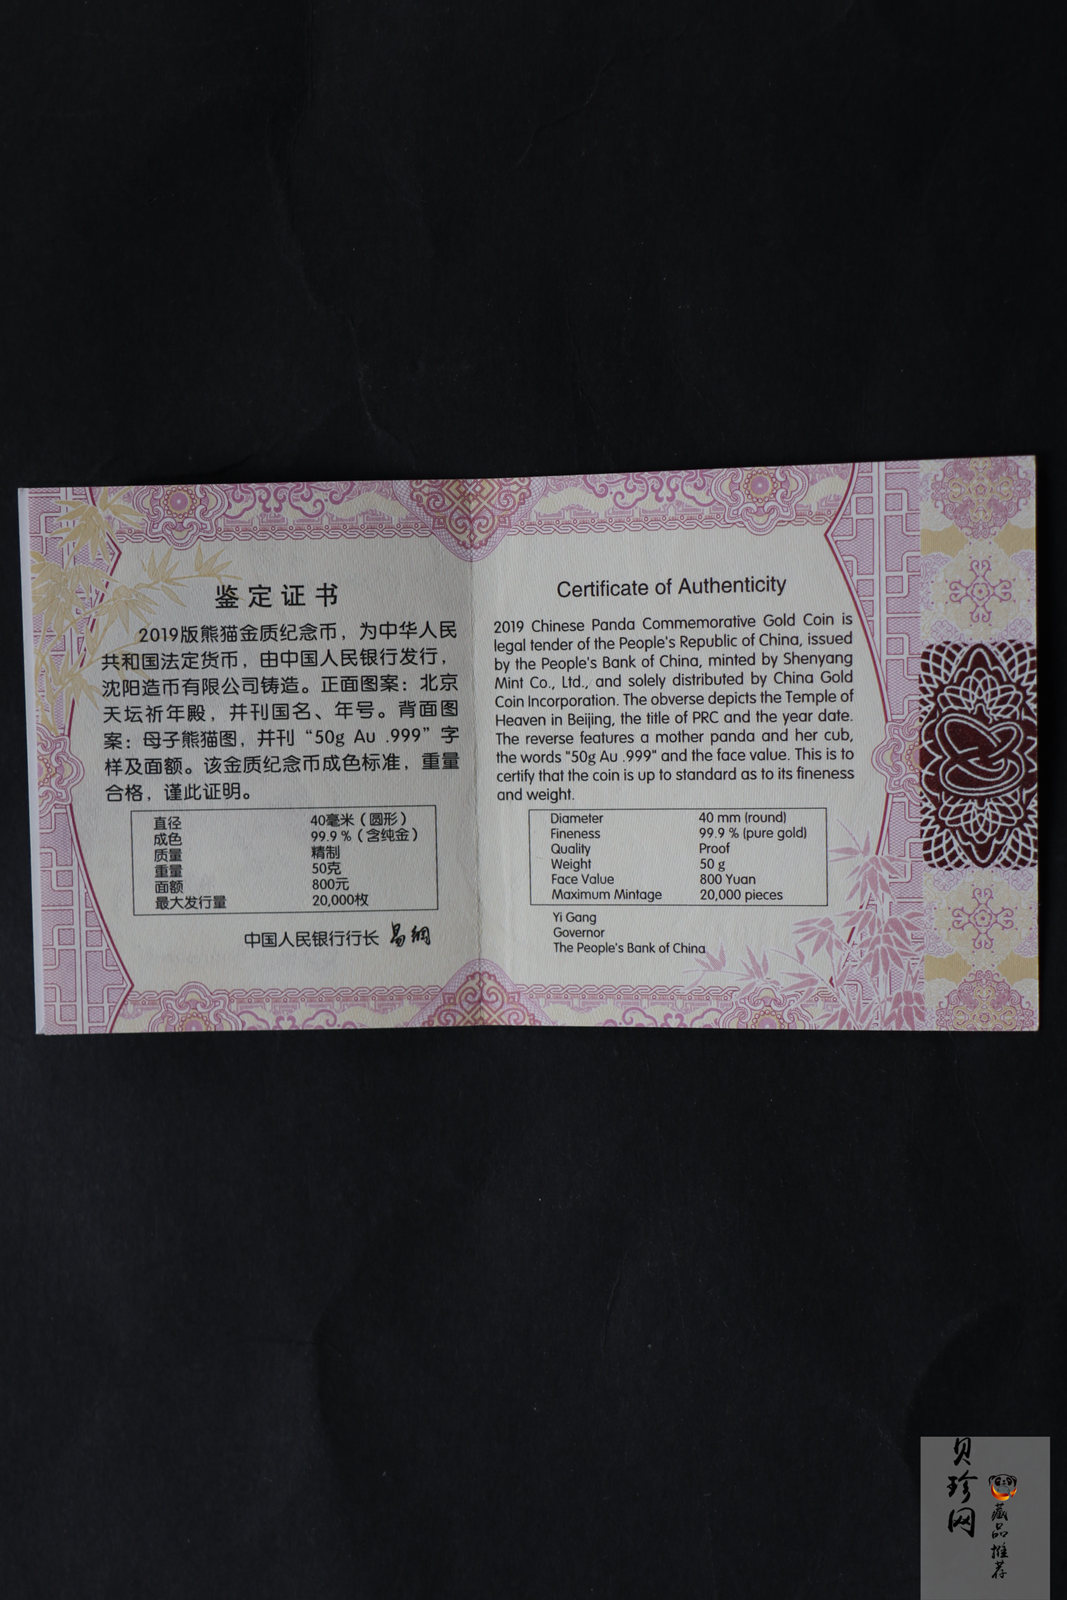 鉴定证书
2019版熊猫金质纪念币，为中华人民
共和国法定货币，由中国人民银行发行，
沈阳造币有限公司铸造。正面图案：北京
天坛祈年殿，并刊国名、年号。背面图
案：母子熊猫图，并刊“50g Au .999”字
样及面额。该金质纪念币成色标准，重量
合格，谨此证明。
直径 40毫米（圆形）
成色 99.9 %（含纯金）
质量 精制
重量 50克
面额 800元
最大发行量 20,000枚
中国人民银行行长 易纲
Certificate of Authenticity
2019 Chinese Panda Commemorative Gold Coin is
legal tender of the People's Republic of China, issued
by the People's Bank of China, minted by Shenyang
Mint Co., Ltd., and solely distributed by China Gold
Coin Incorporation. The obverse depicts the Temple of
Heaven in Beijing, the title of PRC and the year date.
The reverse features a mother panda and her cub,
the words "50g Au .999" and the face value. This is to
certify that the coin is up to standard as to its fineness
and weight.
Diameter 40 mm (round)
Fineness 99.9 % (pure gold)
Quality Proof
Weight 50 g
Face Value 800 Yuan
Maximum Mintage 20,000 pieces
Yi Gang
Governor
The People's Bank of China
贝珍网
藏品推荐